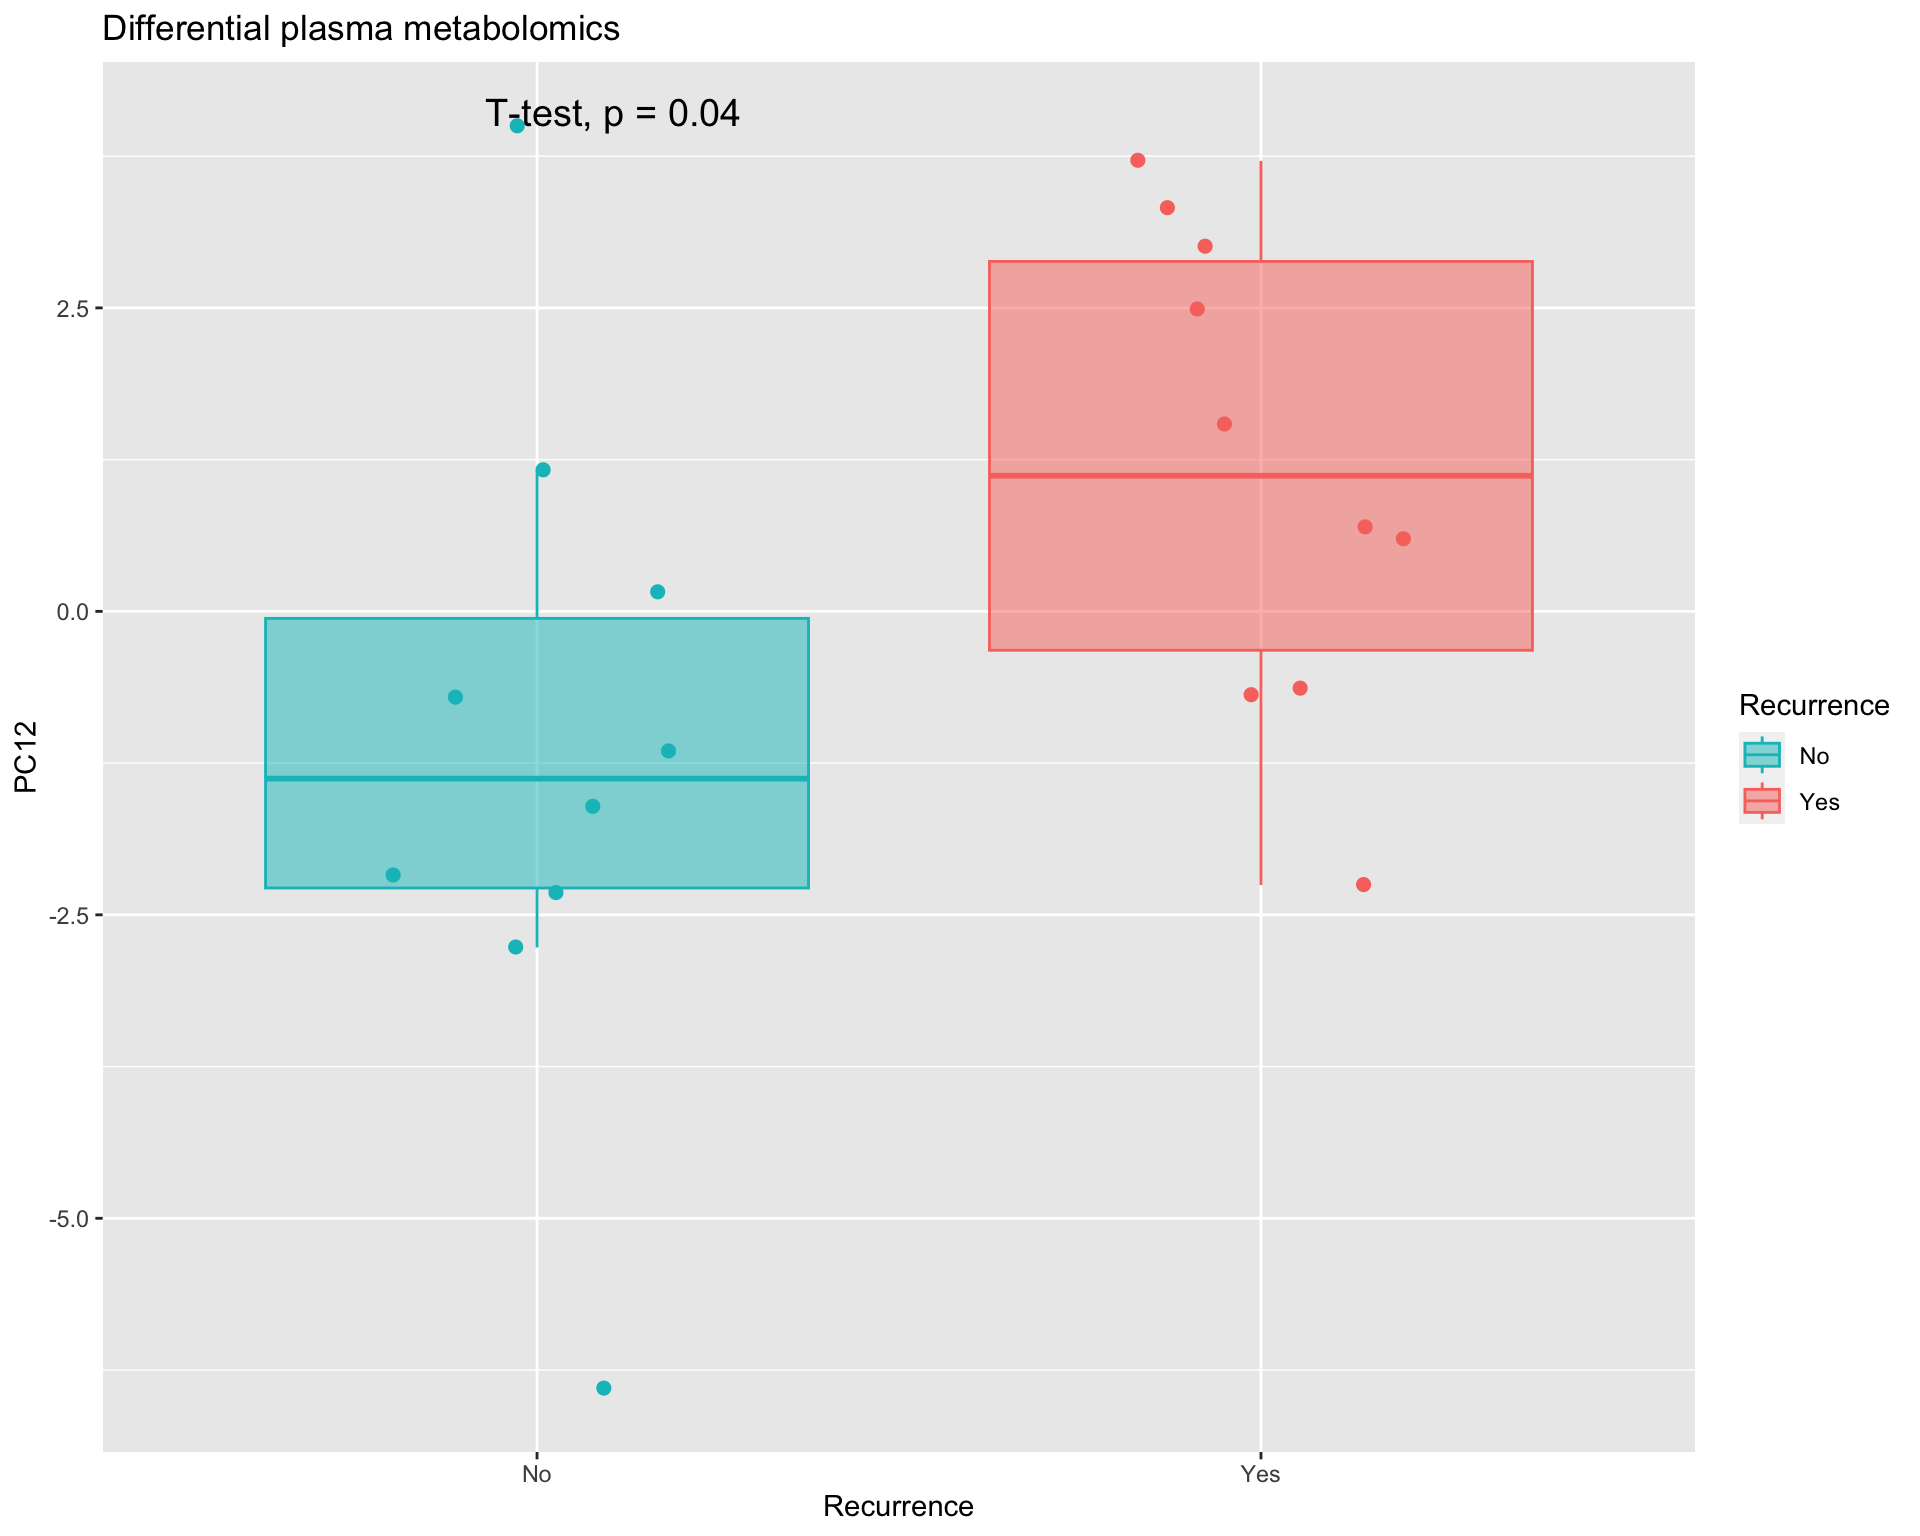 Differential plasma metabolomics
T-test, p = 0.04
2.5
0.0
-2.5
-5.0
PC12
No
Yes
Recurrence
Recurrence
No
Yes